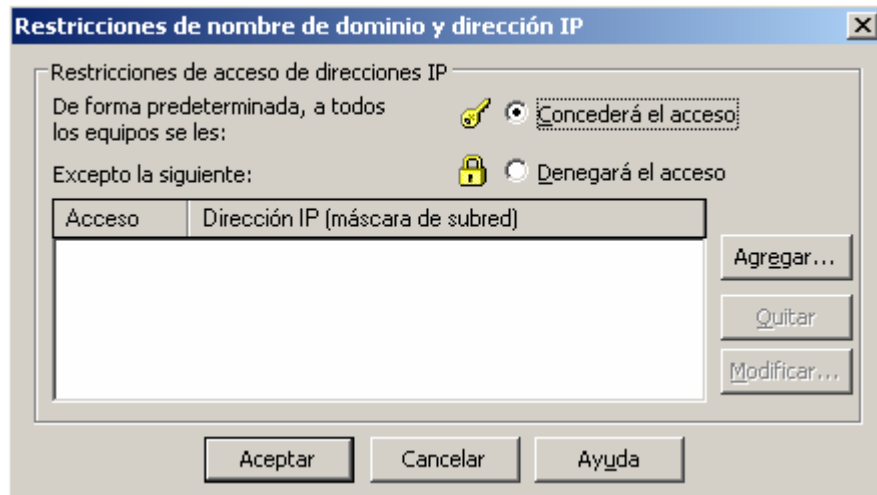 Restricciones de nombre de dominio y dirección IP
Restricciones de acceso de direcciones IP
De forma predeterminada, a todos
los equipos se les:
Concederá el acceso
Excepto la siguiente:
Denegará el acceso
Acceso Dirección IP (máscara de subred)
Agregar...
Quitar
Modificar...
Aceptar Cancelar Ayuda